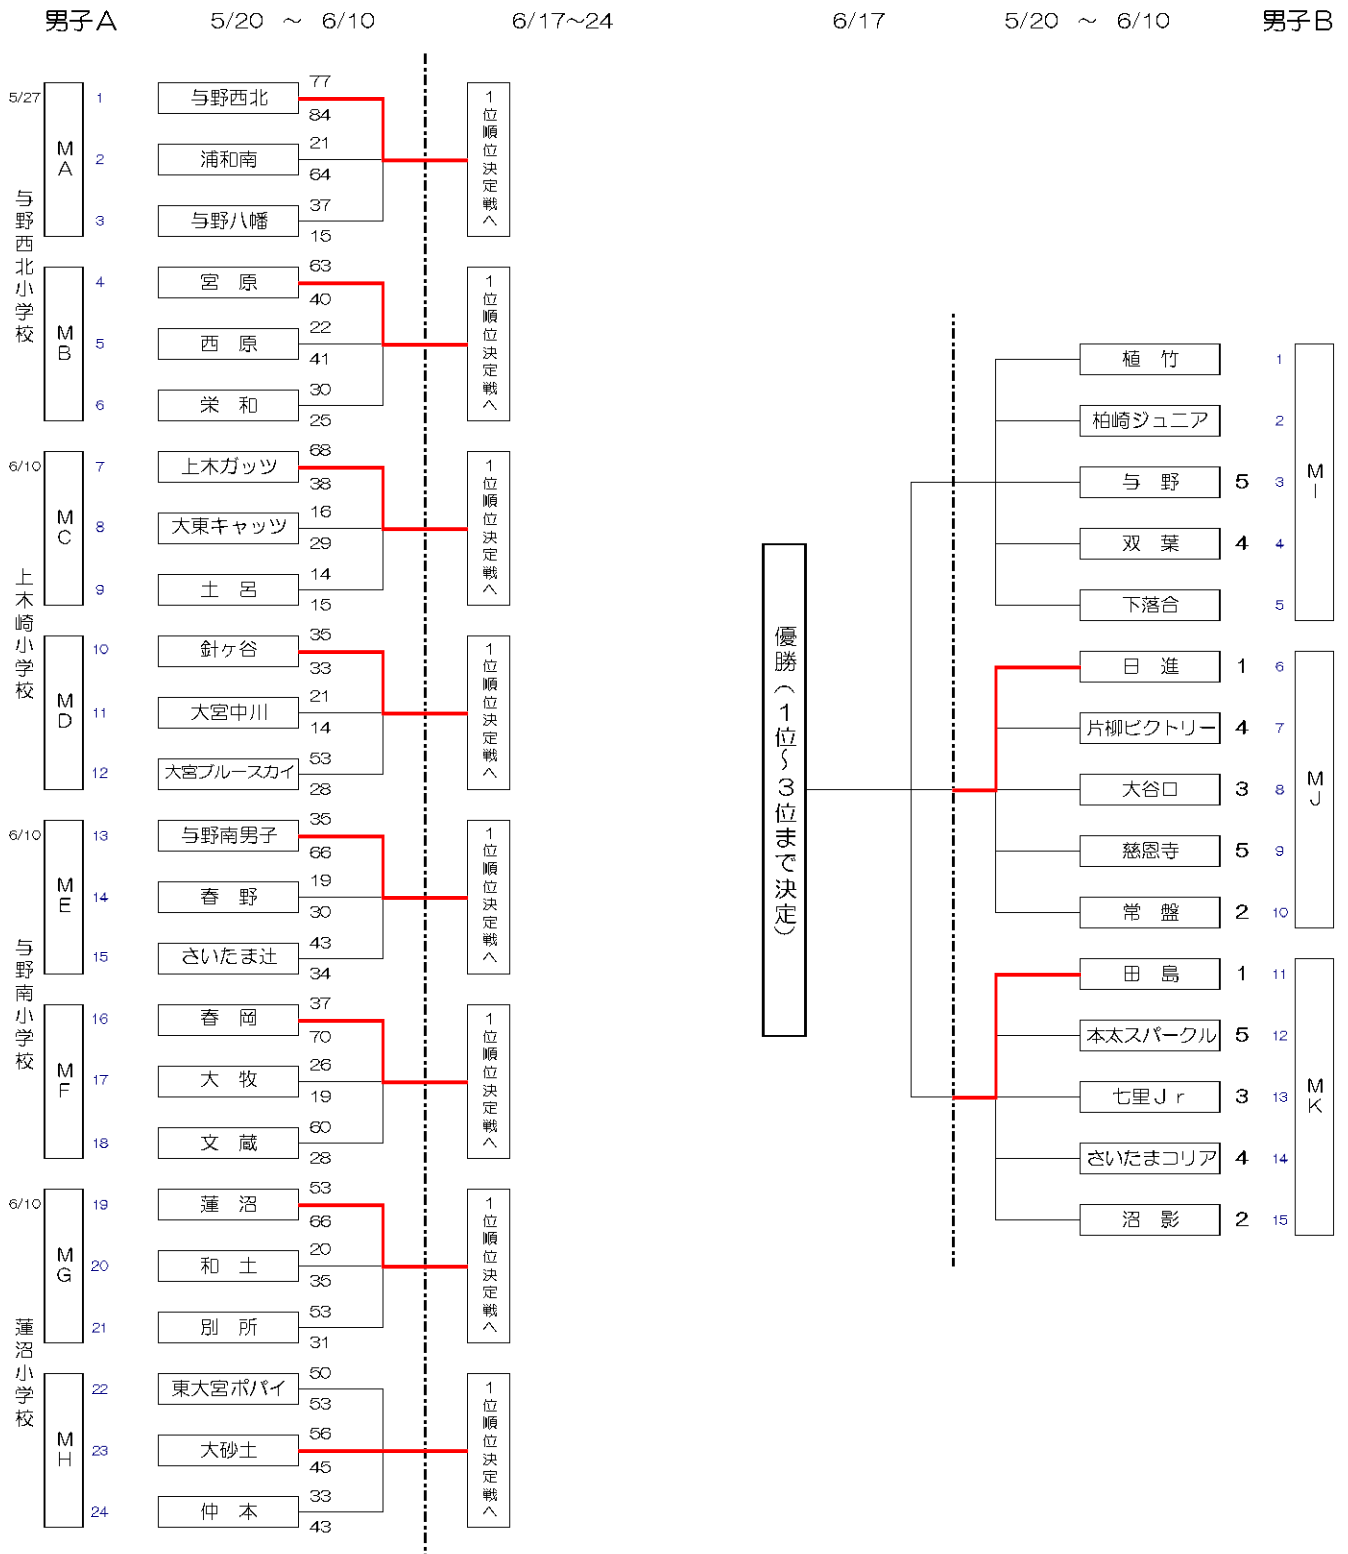 男子A 5/20 ～ 6/10 6/17~24 6/17 5/20 ～ 6/10 男子B
5/27
与野西北小学校
MA
1 与野西北 77 84
2 浦和南 21 64
3 与野八幡 37 15
1位順位決定戦へ
MB
4 宮原 63 40
5 西原 22 41
6 栄和 30 25
1位順位決定戦へ
6/10
上木崎小学校
MC
7 上木ガッツ 68 38
8 大東キャッツ 16 29
9 土呂 14 15
1位順位決定戦へ
MD
10 針ヶ谷 35 33
11 大宮中川 21 14
12 大宮ブルースカイ 53 28
1位順位決定戦へ
6/10
与野南小学校
ME
13 与野南男子 35 66
14 春野 19 30
15 さいたま辻 43 34
1位順位決定戦へ
MF
16 春岡 37 70
17 大牧 26 19
18 文蔵 60 28
1位順位決定戦へ
6/10
蓮沼小学校
MG
19 蓮沼 53 66
20 和土 20 35
21 別所 53 31
1位順位決定戦へ
MH
22 東大宮ポパイ 50 53
23 大砂土 56 45
24 仲本 33 43
1位順位決定戦へ
優勝（1位～3位まで決定）
植竹 1
柏崎ジュニア 2
与野 5 3
双葉 4 4
下落合 5
MI
日進 1 6
片柳ビクトリー 4 7
大谷口 3 8
慈恩寺 5 9
常盤 2 10
MJ
田島 1 11
本太スパークル 5 12
七里Jr 3 13
さいたまコリア 4 14
沼影 2 15
MK